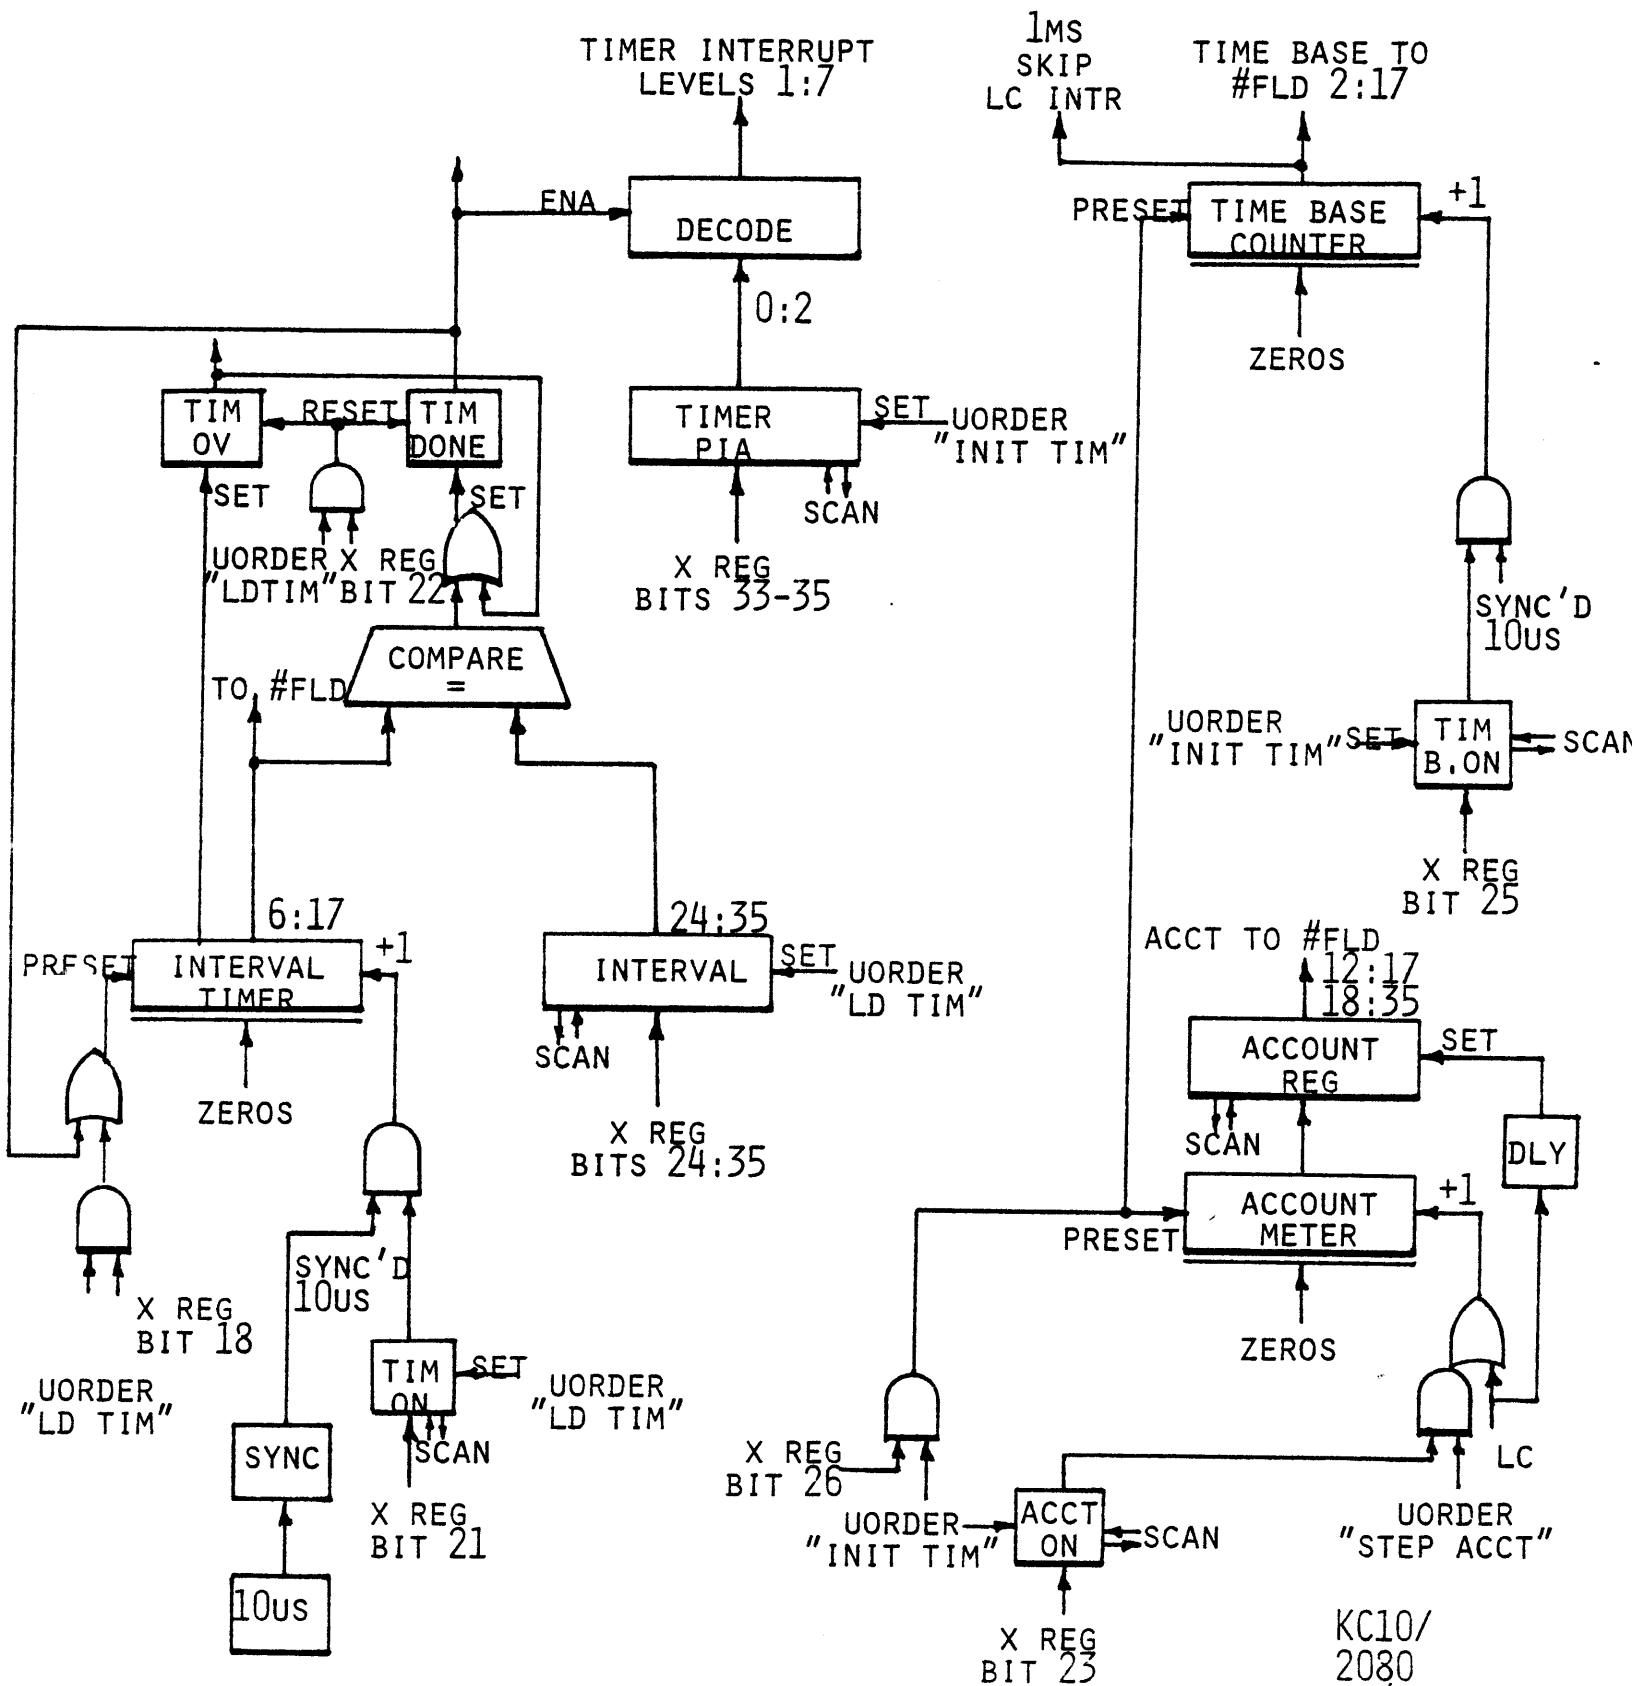 TIMER INTERRUPT
LEVELS 1:7
1MS
SKIP
LC INTR
TIME BASE TO
#FLD 2:17
ENA
DECODE
PRESET
TIME BASE
COUNTER
+1
0:2
ZEROS
TIM
OV
RESET
TIM
DONE
TIMER
PIA
SET
UORDER
"INIT TIM"
SET
SET
SCAN
UORDER
"LDTIM"
X REG
BIT 22
X REG
BITS 33-35
SYNC'D
10US
COMPARE
=
TO #FLD
UORDER
"INIT TIM"
SET
TIM
B.ON
SCAN
X REG
BIT 25
6:17
24:35
ACCT TO #FLD
12:17
18:35
PRESET
INTERVAL
TIMER
+1
INTERVAL
SET
UORDER
"LD TIM"
SCAN
ZEROS
X REG
BITS 24:35
ACCOUNT
REG
SET
SCAN
DLY
ACCOUNT
METER
+1
PRESET
ZEROS
SYNC'D
10US
X REG
BIT 18
"UORDER
"LD TIM"
TIM
ON
SET
UORDER
"LD TIM"
SCAN
SYNC
X REG
BIT 21
10US
X REG
BIT 26
UORDER
"INIT TIM"
ACCT
ON
SCAN
X REG
BIT 23
LC
UORDER
"STEP ACCT"
KC10/
2080